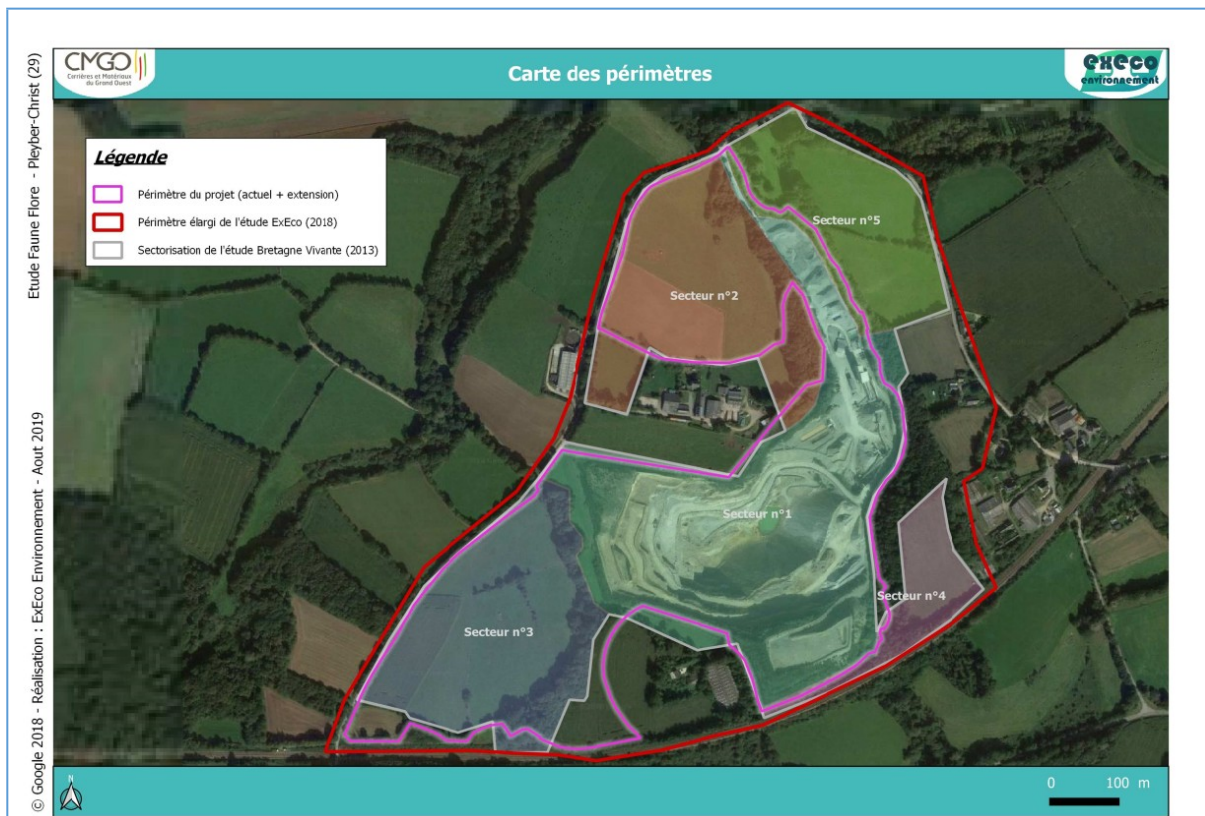 CMGO
Carrières et Matériaux
du Grand Ouest
Carte des périmètres
exEco
environnement
Etude Faune Flore - Pleyber-Christ (29)
© Google 2018 - Réalisation : ExEco Environnement - Aout 2019
Légende
Périmètre du projet (actuel + extension)
Périmètre élargi de l'étude ExEco (2018)
Sectorisation de l'étude Bretagne Vivante (2013)
Secteur n°5
Secteur n°2
Secteur n°1
Secteur n°4
Secteur n°3
N
0 100 m